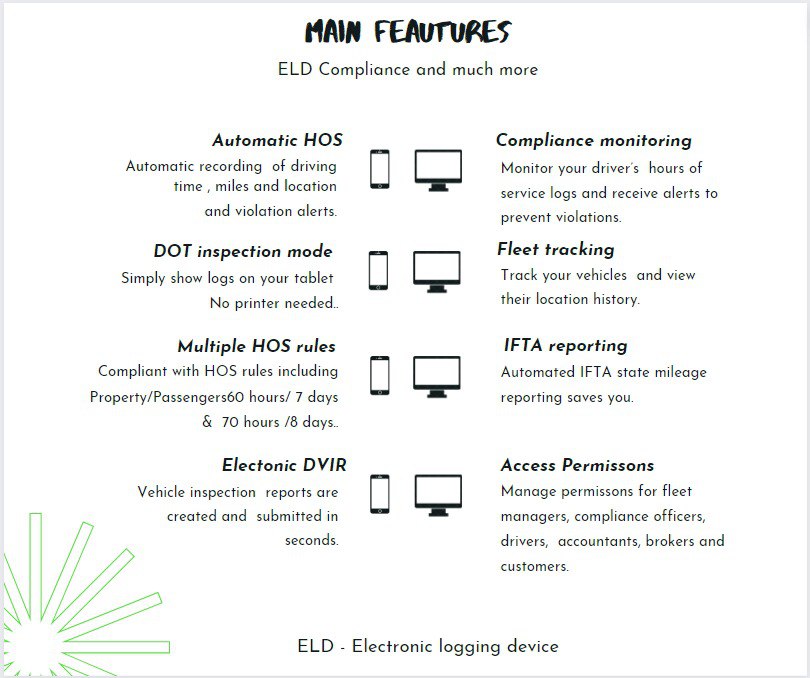 MAIN FEAUTURES
ELD Compliance and much more
Automatic HOS
Automatic recording of driving
time , miles and location
and violation alerts.
Compliance monitoring
Monitor your driver's hours of
service logs and receive alerts to
prevent violations.
DOT inspection mode
Simply show logs on your tablet
No printer needed..
Fleet tracking
Track your vehicles and view
their location history.
Multiple HOS rules
Compliant with HOS rules including
Property/Passengers60 hours/ 7 days
& 70 hours /8 days..
IFTA reporting
Automated IFTA state mileage
reporting saves you.
Electonic DVIR
Vehicle inspection reports are
created and submitted in
seconds.
Access Permissons
Manage permissons for fleet
managers, compliance officers,
drivers, accountants, brokers and
customers.
ELD - Electronic logging device